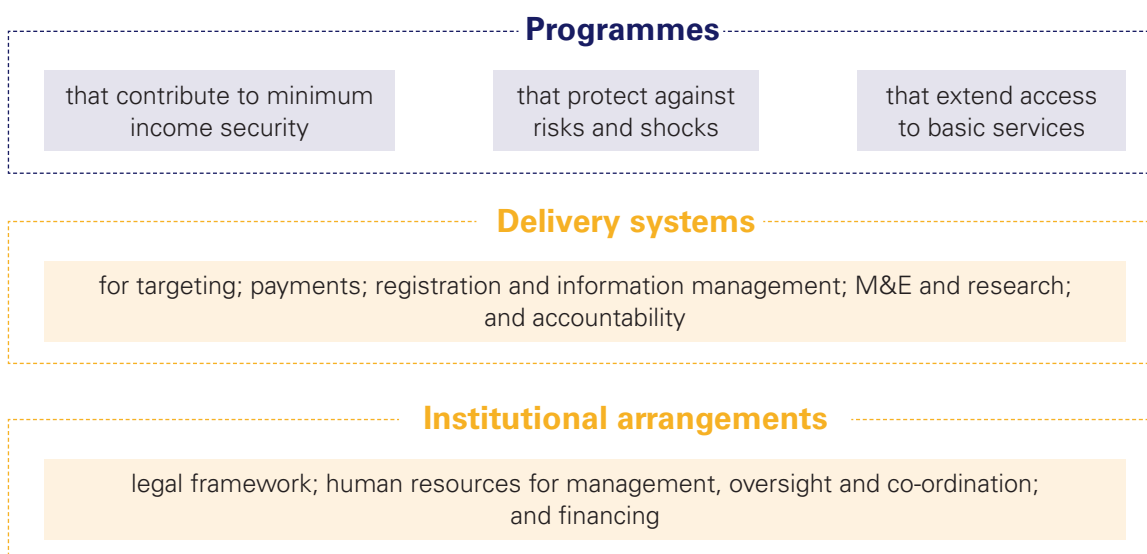 Programmes
that contribute to minimum
income security
that protect against
risks and shocks
that extend access
to basic services
Delivery systems
for targeting; payments; registration and information management; M&E and research;
and accountability
Institutional arrangements
legal framework; human resources for management, oversight and co-ordination;
and financing